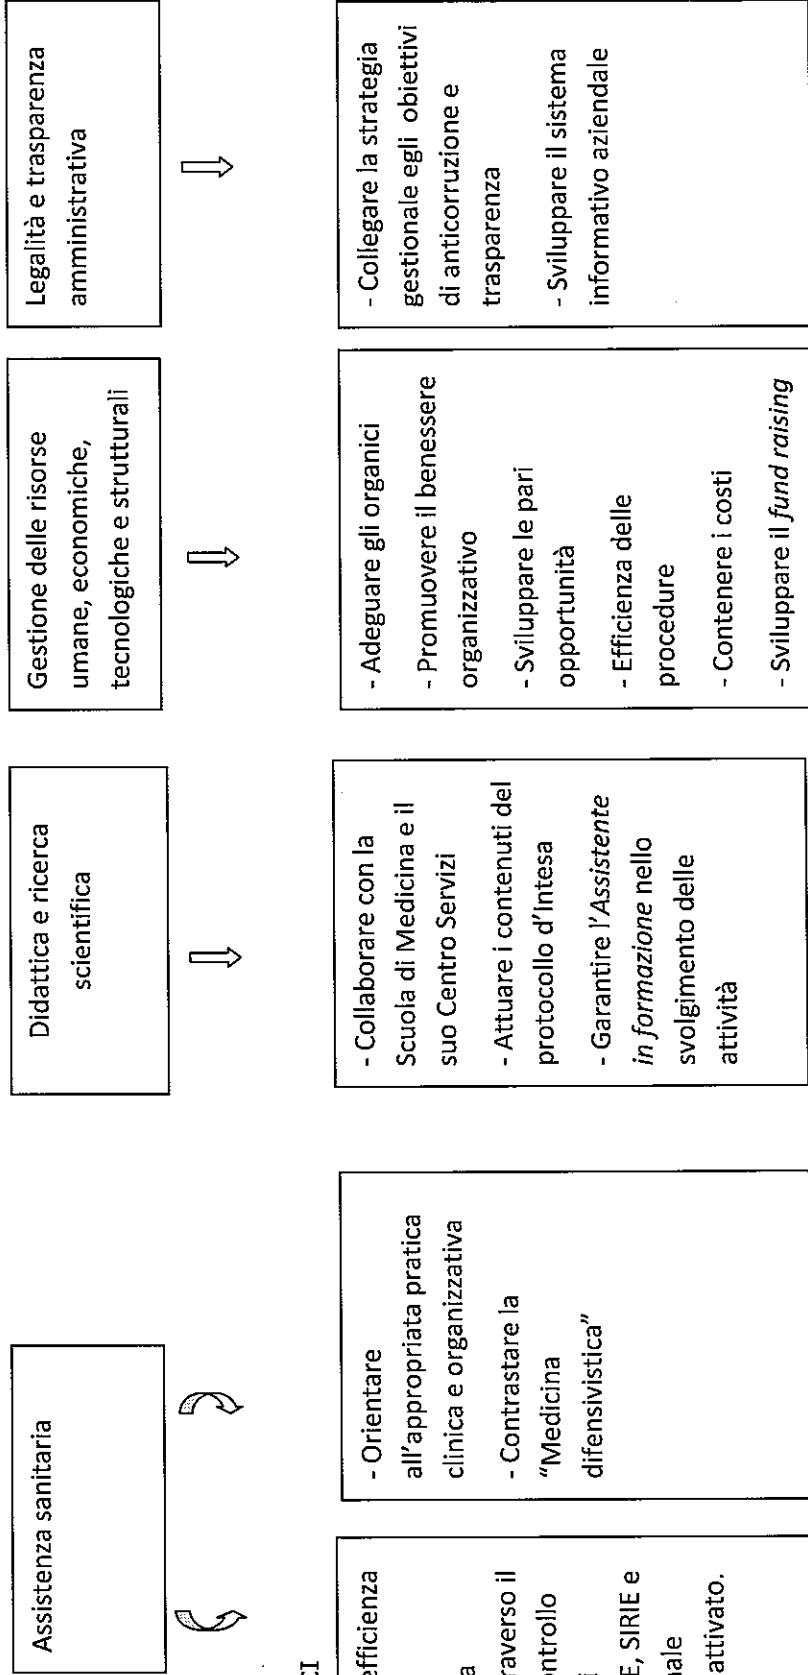 Assistenza sanitaria
Didattica e ricerca
scientifica
Gestione delle risorse
umane, economiche,
tecnologiche e strutturali
Legalità e trasparenza
amministrativa
CI
efficienza
a
raverso il
ontrollo
i
E, SIRIE e
nale
attivato.
- Orientare
all'appropriata pratica
clinica e organizzativa
- Contrastare la
"Medicina
difensivistica"
- Collaborare con la
Scuola di Medicina e il
suo Centro Servizi
- Attuare i contenuti del
protocollo d'Intesa
- Garantire l'Assistente
in formazione nello
svolgimento delle
attività
- Adeguare gli organici
- Promuovere il benessere
organizzativo
- Sviluppare le pari
opportunità
- Efficienza delle
procedure
- Contenere i costi
- Sviluppare il fund raising
- Collegare la strategia
gestionale egli obiettivi
di anticorruzione e
trasparenza
- Sviluppare il sistema
informativo aziendale